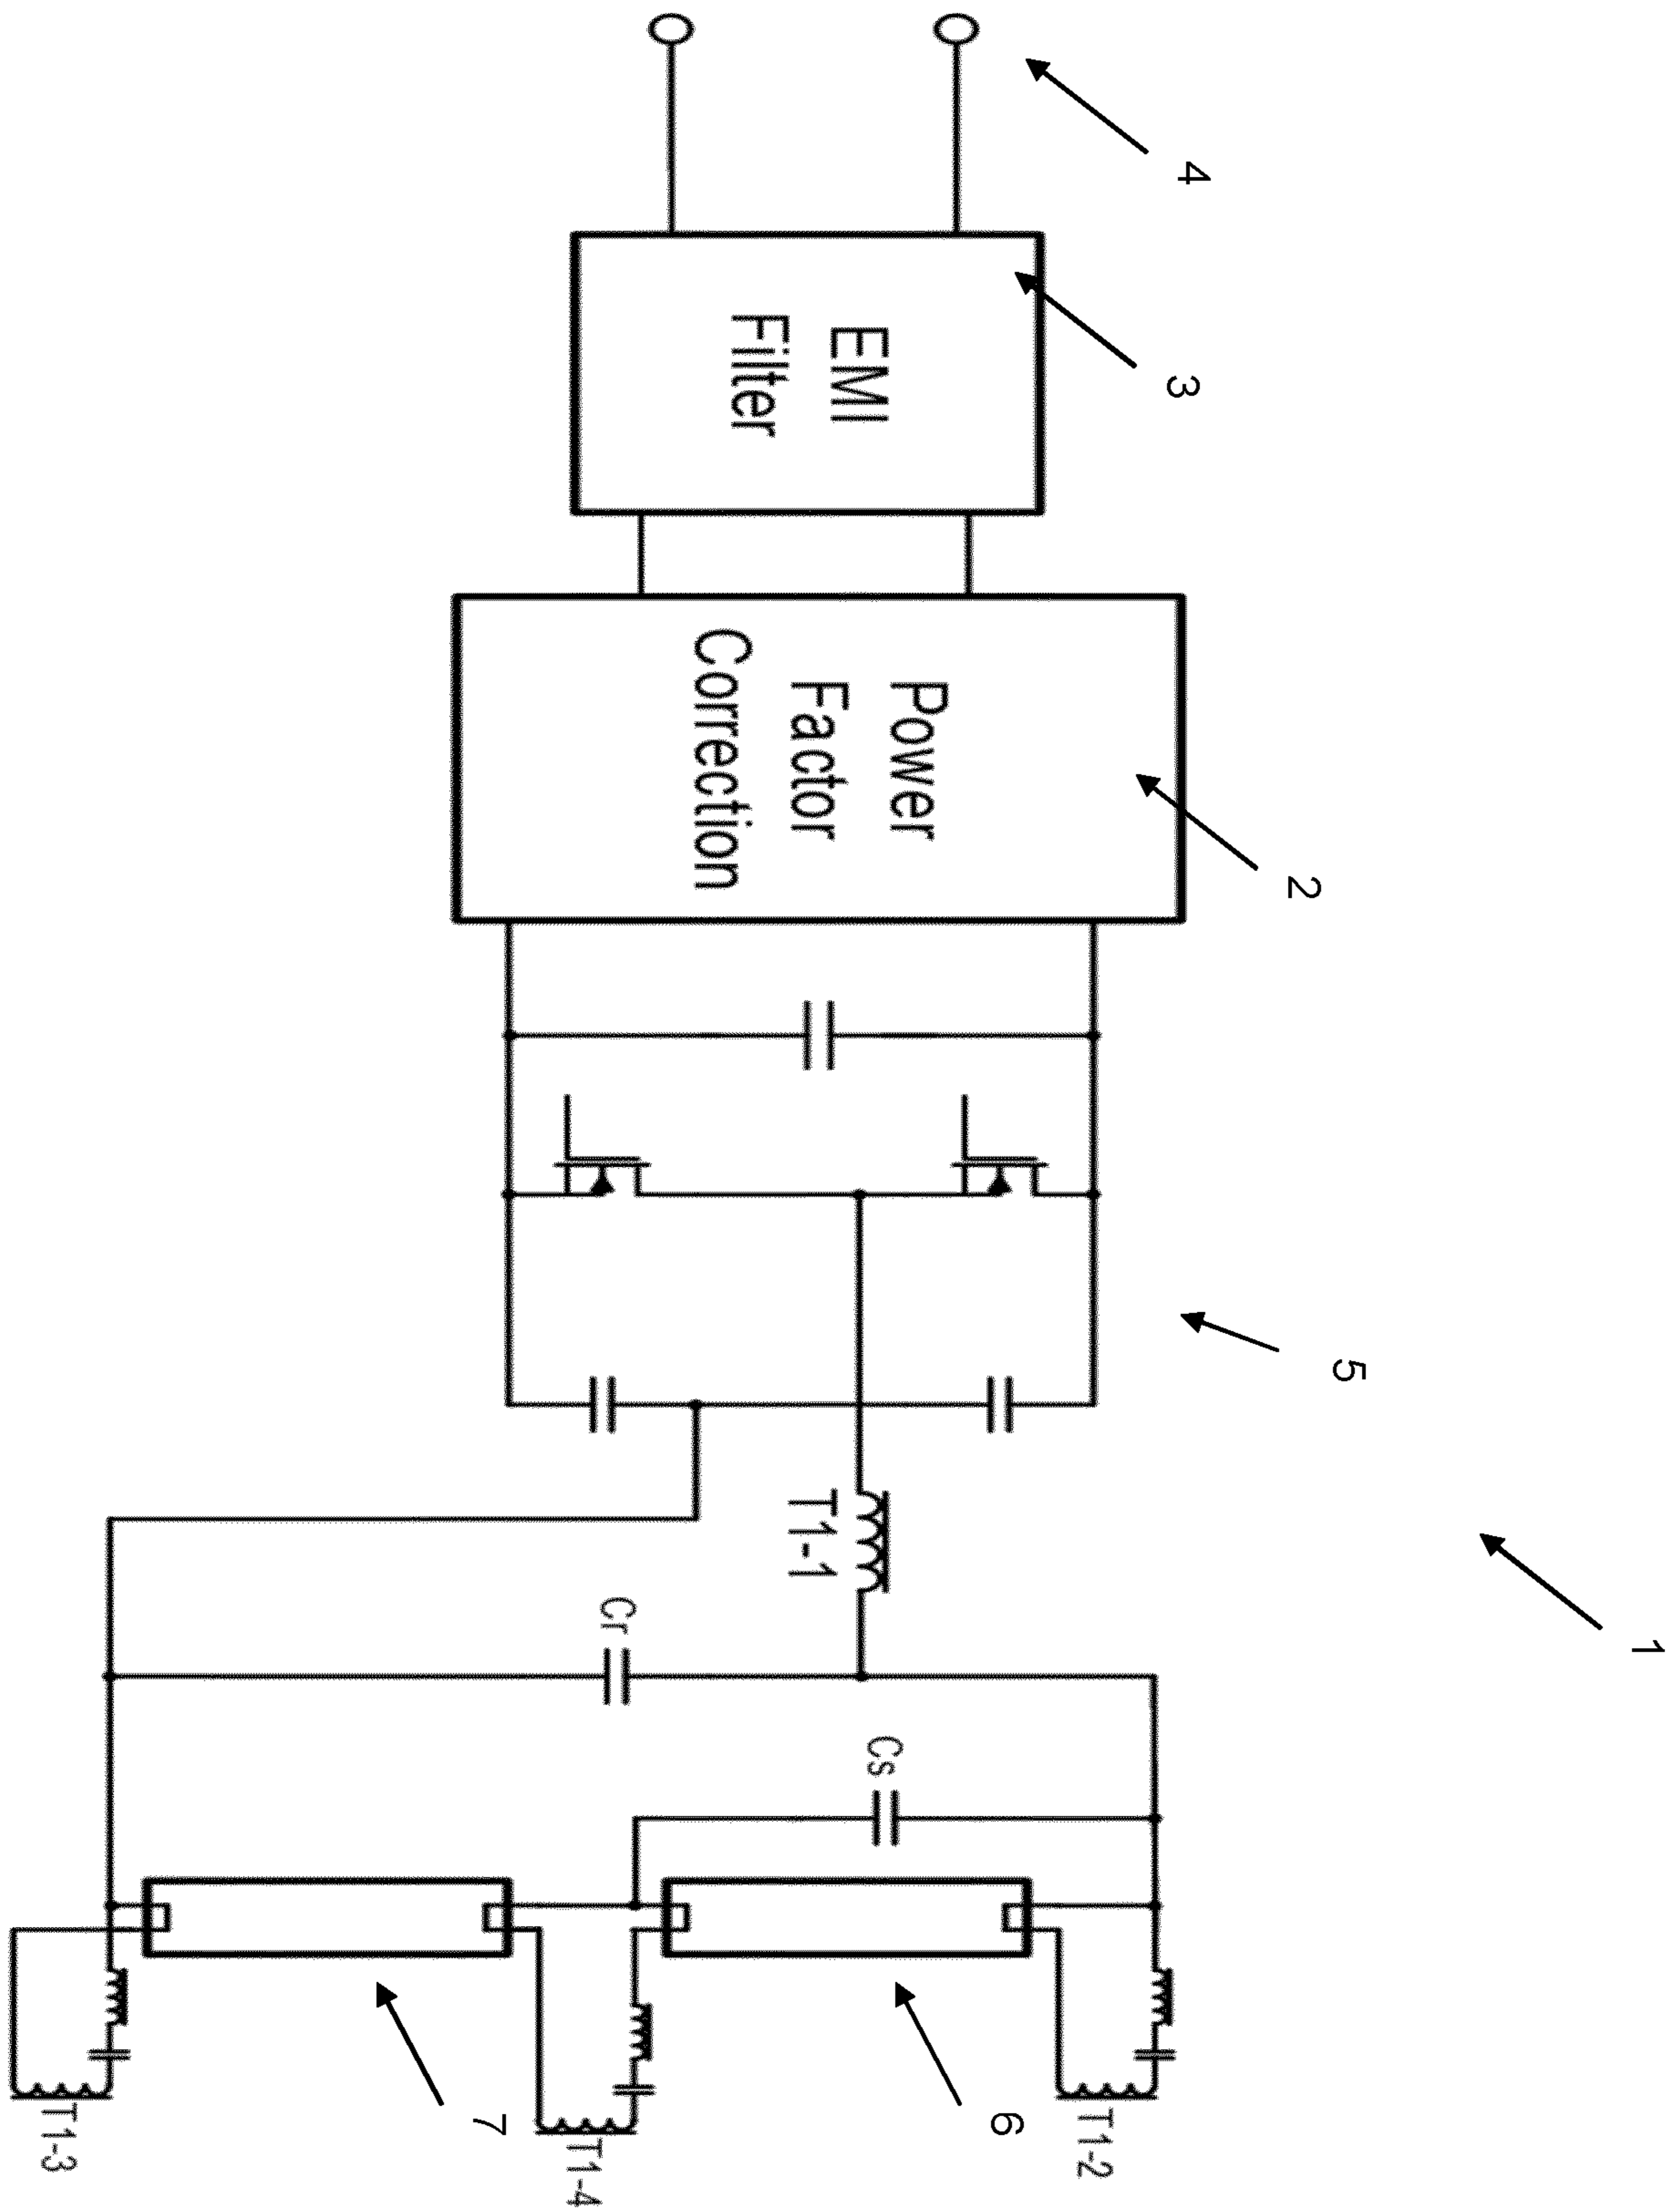 1
4
3
EMI
Filter
2
Power
Factor
Correction
5
T1-1
Cr
Cs
6
7
T1-2
T1-4
T1-3